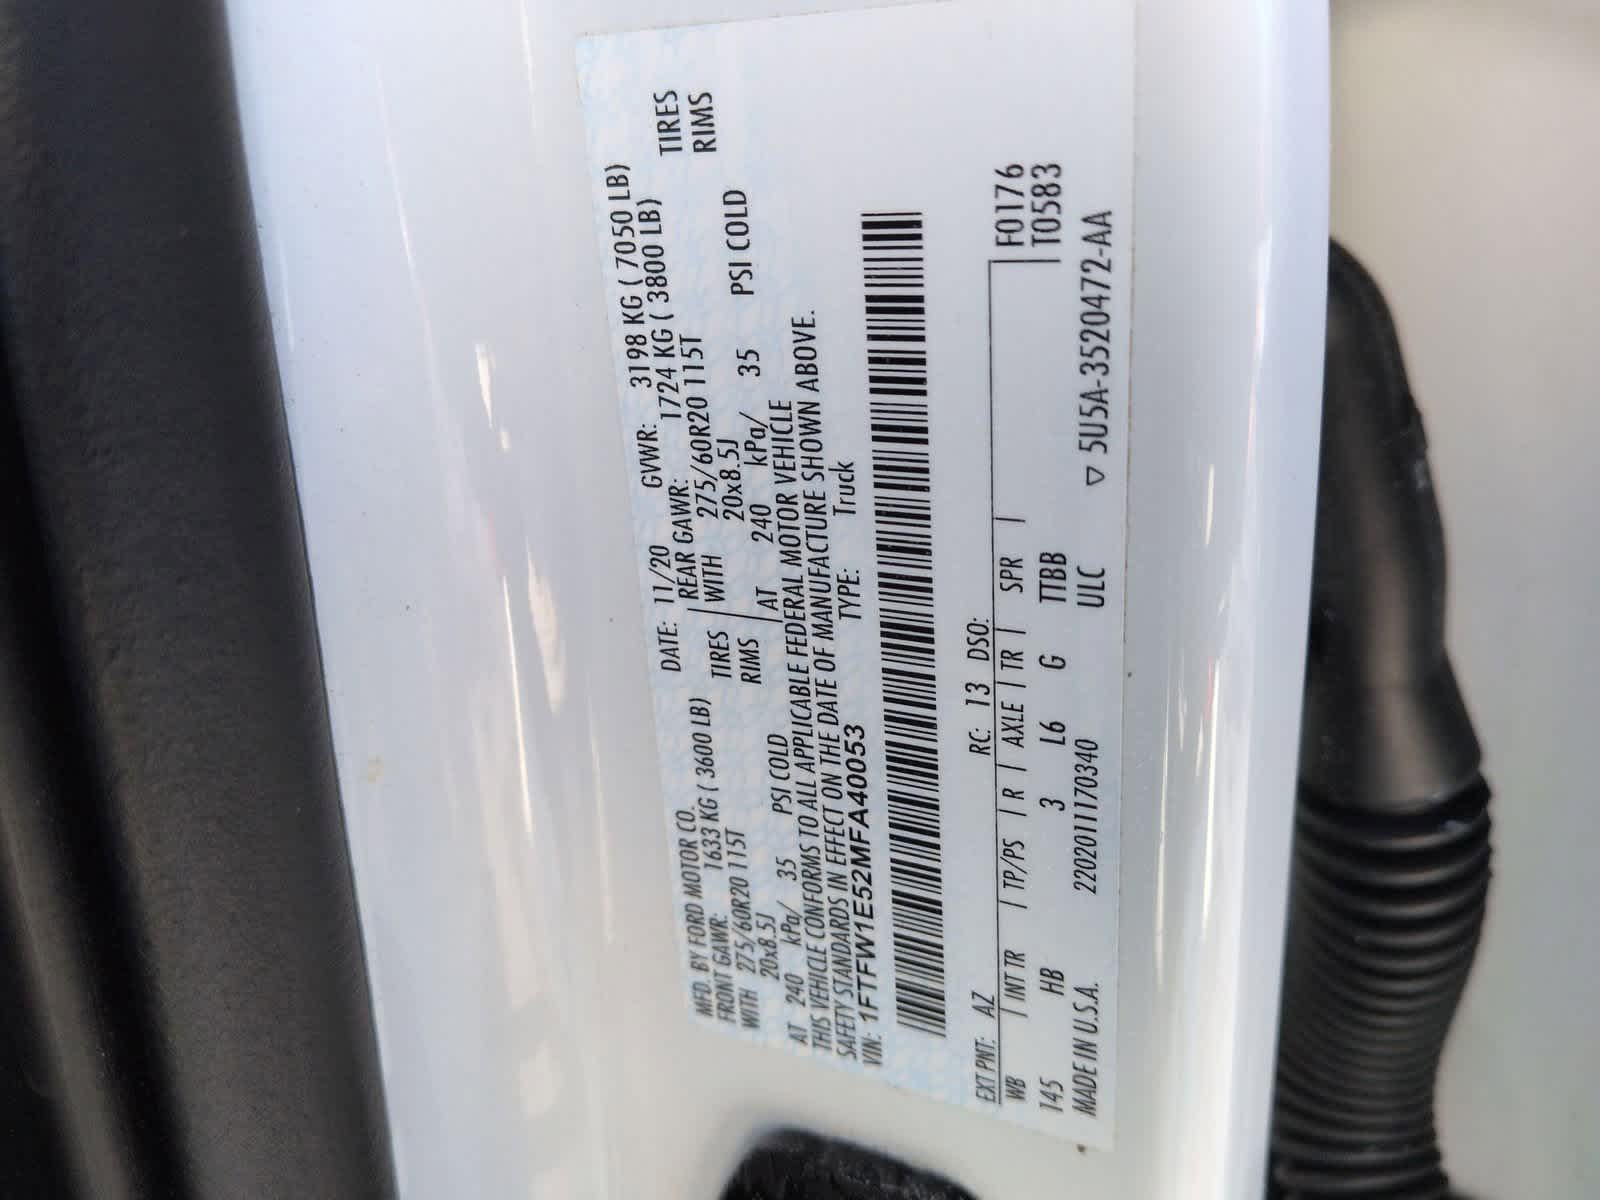 MFD. BY FORD MOTOR CO. DATE: 11/20 GVWR: 3198 KG ( 7050 LB)
FRONT GAWR: 1633 KG ( 3600 LB) REAR GAWR: 1724 KG ( 3800 LB)
WITH 275/60R20 115T TIRES WITH 275/60R20 115T TIRES
20x8.5J RIMS 20x8.5J RIMS
AT 240 kPa/ 35 PSI COLD AT 240 kPa/ 35 PSI COLD
THIS VEHICLE CONFORMS TO ALL APPLICABLE FEDERAL MOTOR VEHICLE
SAFETY STANDARDS IN EFFECT ON THE DATE OF MANUFACTURE SHOWN ABOVE.
VIN: 1FTFW1E52MFA40053 TYPE: Truck
EXT PNT: AZ RC: 13 DSO:
WB | INT TR | TP/PS | R | AXLE | TR | SPR | F0176
145 HB 3 L6 G TTBB T0583
MADE IN U.S.A. 220201117034​0 ULC ▽ 5U5A-3520472-AA